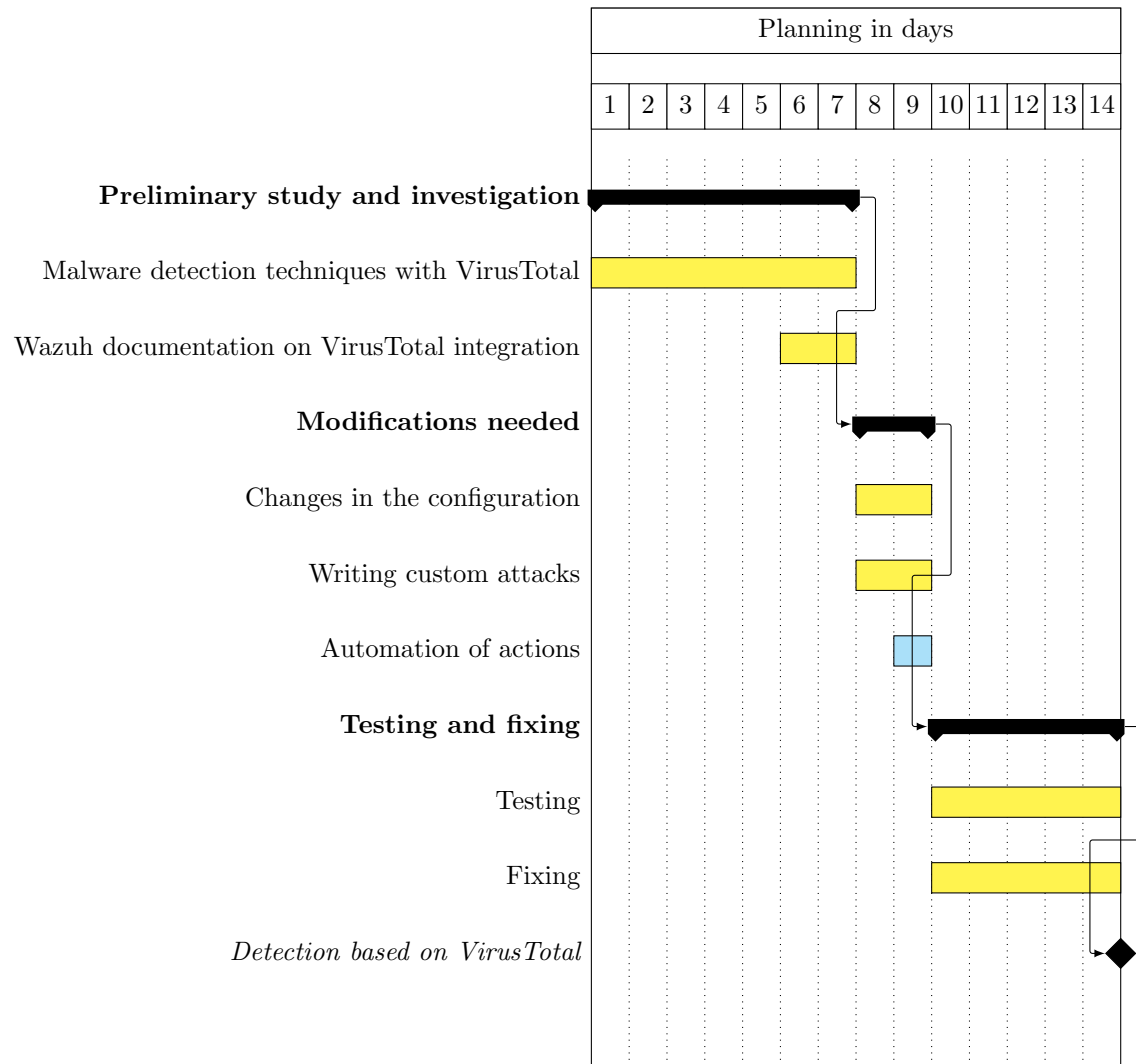 Planning in days
1 2 3 4 5 6 7 8 9 10 11 12 13 14
Preliminary study and investigation
Malware detection techniques with VirusTotal
Wazuh documentation on VirusTotal integration
Modifications needed
Changes in the configuration
Writing custom attacks
Automation of actions
Testing and fixing
Testing
Fixing
Detection based on VirusTotal